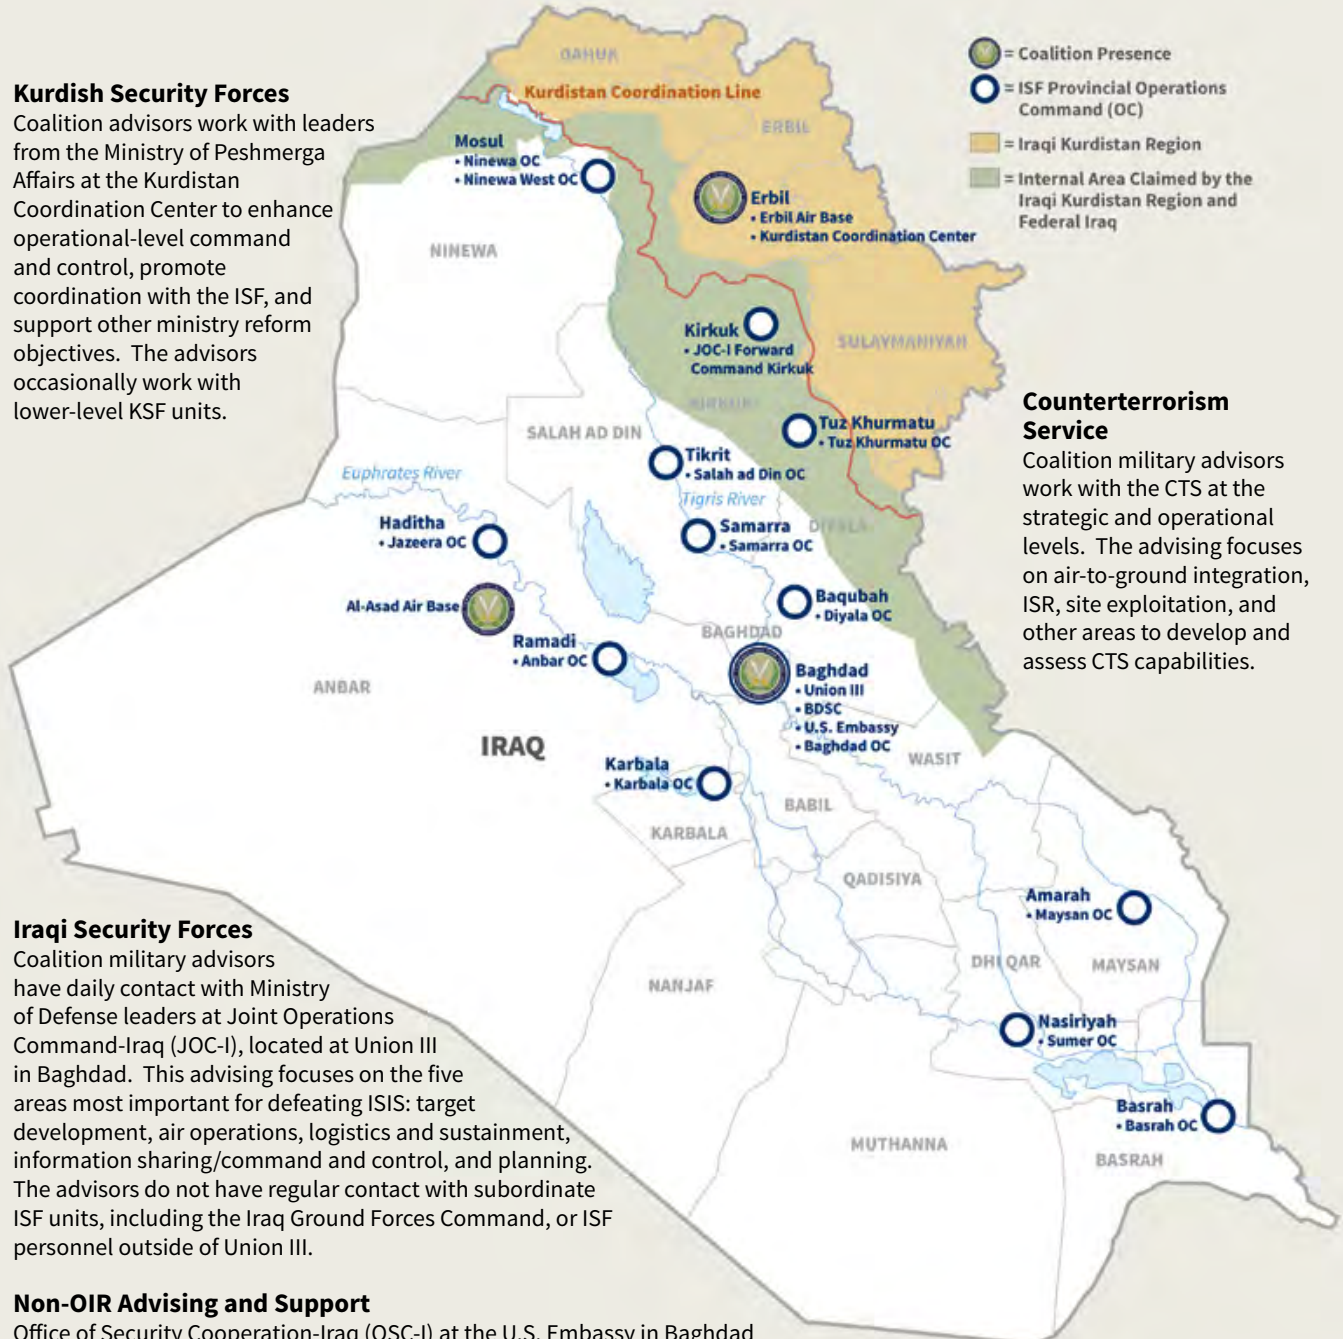 Kurdish Security Forces
Coalition advisors work with leaders
from the Ministry of Peshmerga
Affairs at the Kurdistan
Coordination Center to enhance
operational-level command
and control, promote
coordination with the ISF, and
support other ministry reform
objectives. The advisors
occasionally work with
lower-level KSF units.
= Coalition Presence
= ISF Provincial Operations
Command (OC)
= Iraqi Kurdistan Region
= Internal Area Claimed by the
Iraqi Kurdistan Region and
Federal Iraq
DAHUK
Kurdistan Coordination Line
ERBIL
Mosul
• Ninewa OC
• Ninewa West OC
Erbil
• Erbil Air Base
• Kurdistan Coordination Center
NINEWA
Kirkuk
• JOC-I Forward
Command Kirkuk
SULAYMANIYAH
KIRKUK
Tuz Khurmatu
• Tuz Khurmatu OC
SALAH AD DIN
Tikrit
• Salah ad Din OC
Euphrates River
Tigris River
Haditha
• Jazeera OC
Samarra
• Samarra OC
DIYALA
Al-Asad Air Base
Baqubah
• Diyala OC
Ramadi
• Anbar OC
BAGHDAD
Baghdad
• Union III
• BDSC
• U.S. Embassy
• Baghdad OC
ANBAR
IRAQ
WASIT
Karbala
• Karbala OC
BABIL
KARBALA
QADISIYA
Amarah
• Maysan OC
DHI QAR
MAYSAN
NANJAF
Nasiriyah
• Sumer OC
Basrah
• Basrah OC
MUTHANNA
BASRAH
Counterterrorism
Service
Coalition military advisors
work with the CTS at the
strategic and operational
levels. The advising focuses
on air-to-ground integration,
ISR, site exploitation, and
other areas to develop and
assess CTS capabilities.
Iraqi Security Forces
Coalition military advisors
have daily contact with Ministry
of Defense leaders at Joint Operations
Command-Iraq (JOC-I), located at Union III
in Baghdad. This advising focuses on the five
areas most important for defeating ISIS: target
development, air operations, logistics and sustainment,
information sharing/command and control, and planning.
The advisors do not have regular contact with subordinate
ISF units, including the Iraq Ground Forces Command, or ISF
personnel outside of Union III.
Non-OIR Advising and Support
Office of Security Cooperation-Iraq (OSC-I) at the U.S. Embassy in Baghdad